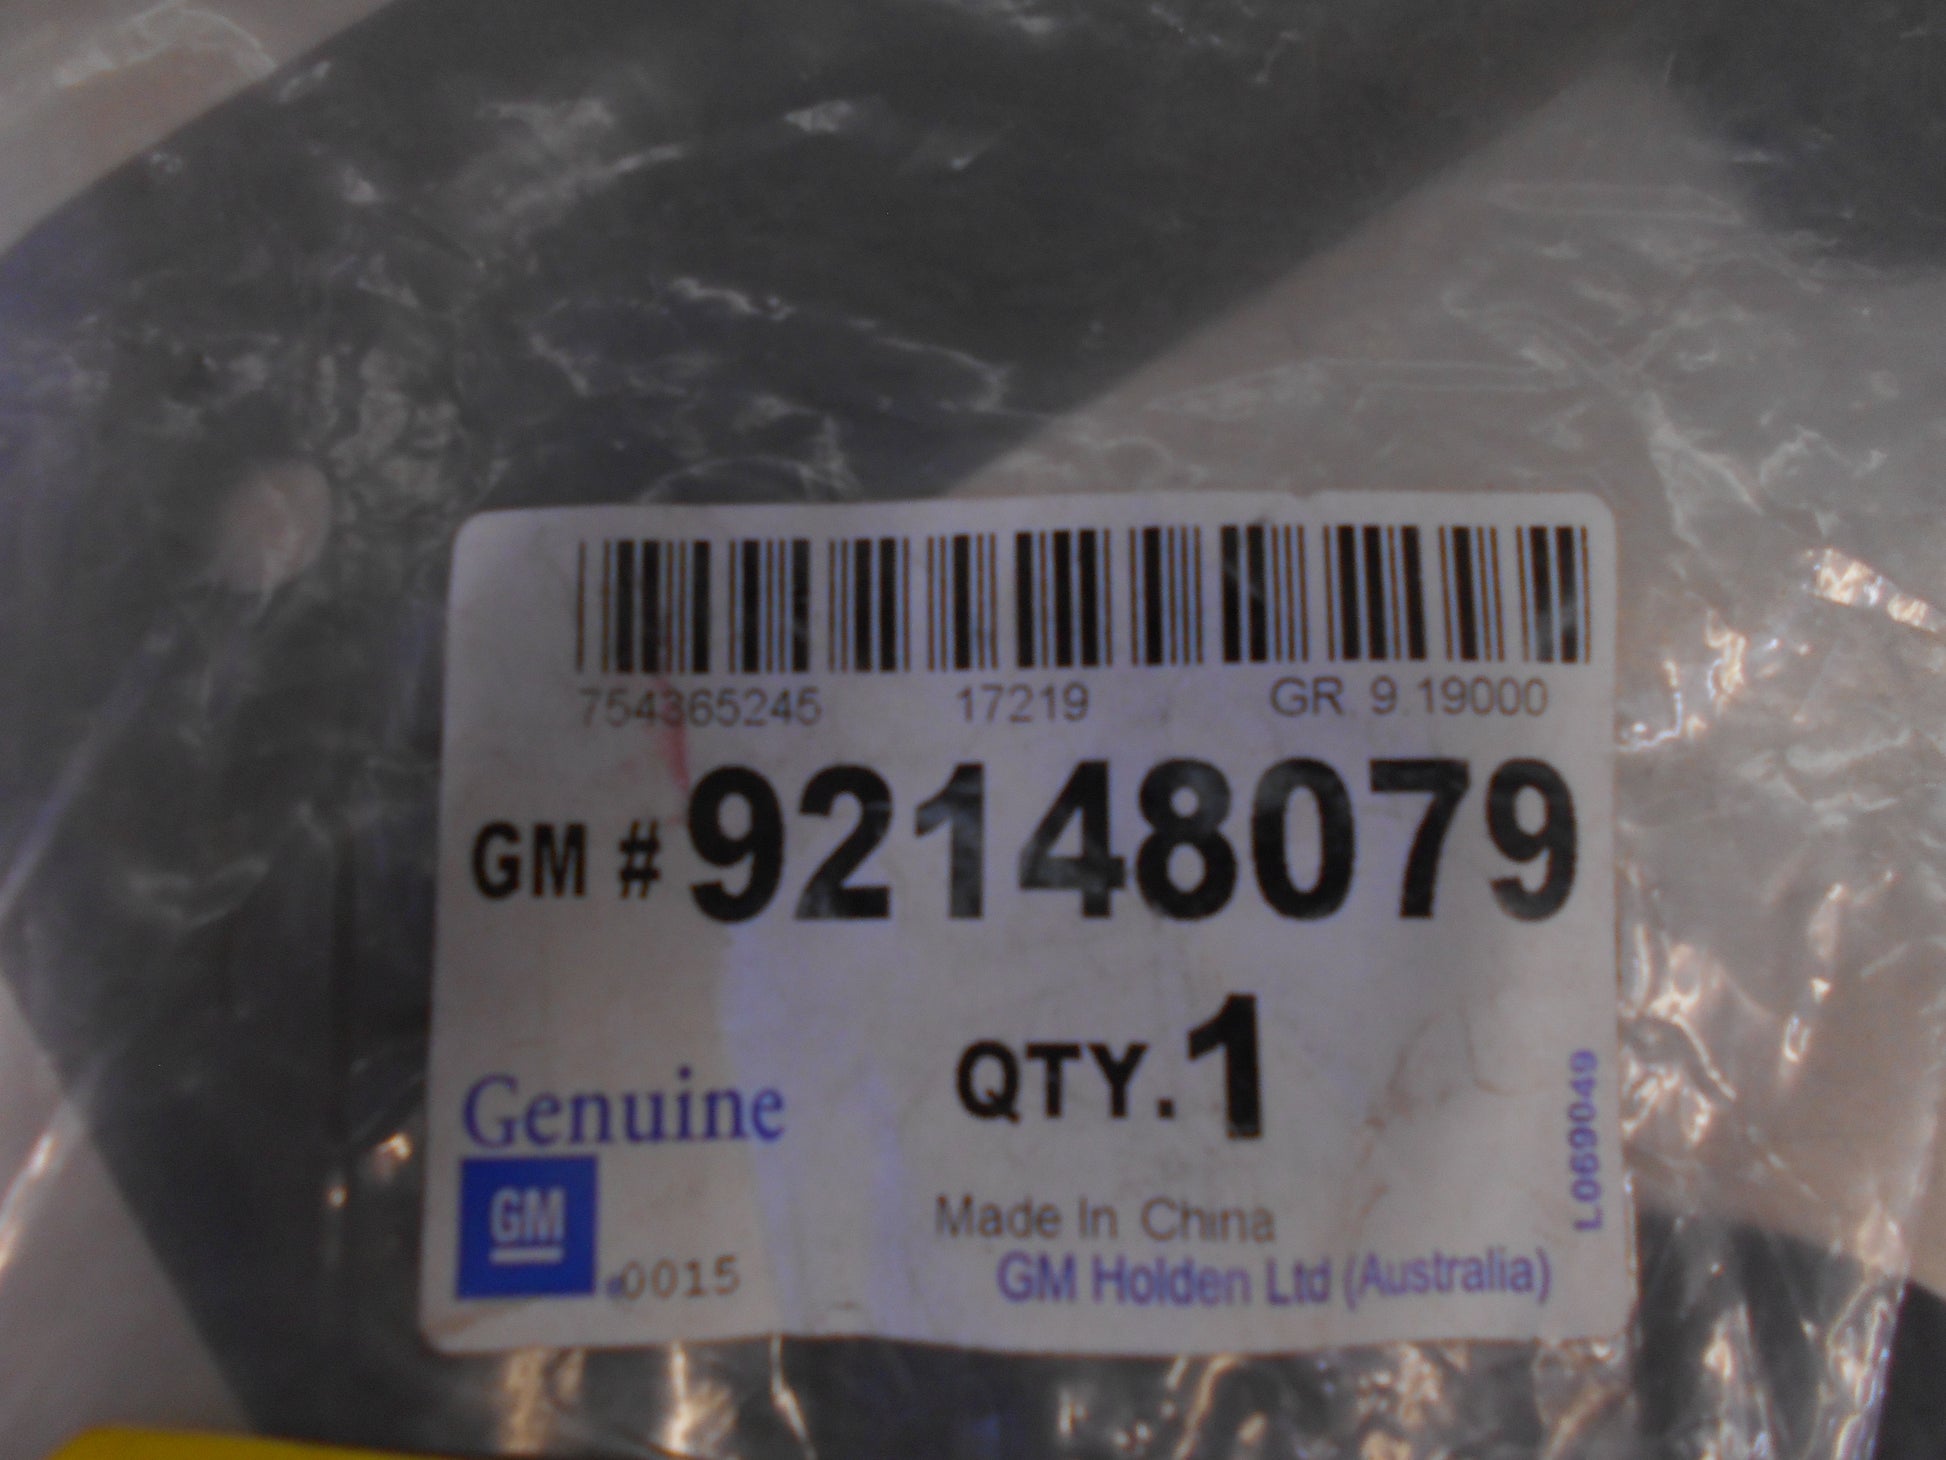 754365245 17219 GR 9.19000
GM # 92148079
QTY. 1
Genuine
GM
®0015
Made In China
GM Holden Ltd (Australia)
L069049